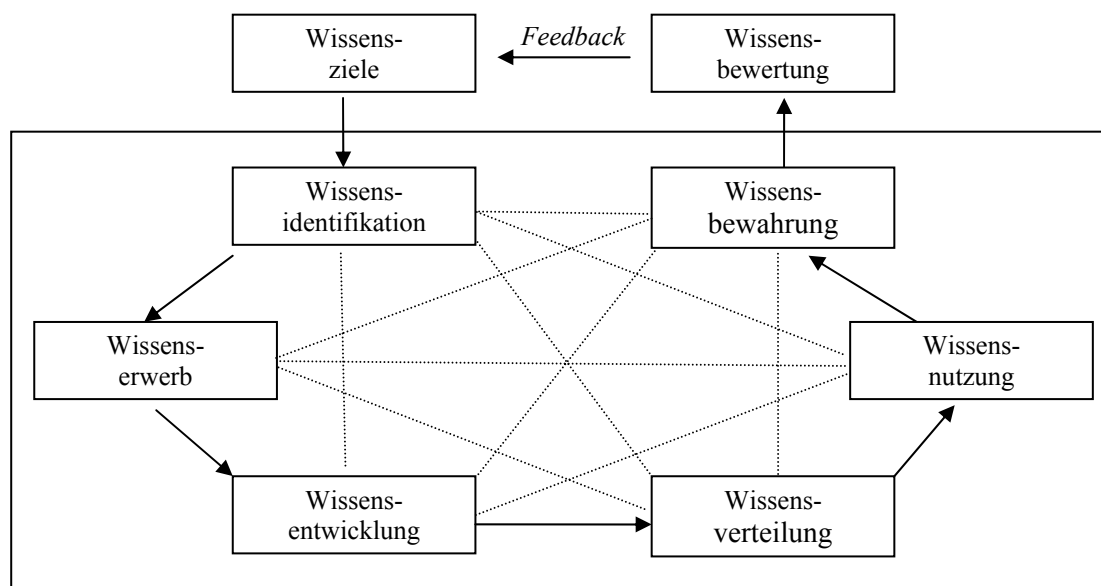 Wissens-
ziele
Feedback
Wissens-
bewertung
Wissens-
identifikation
Wissens-
bewahrung
Wissens-
erwerb
Wissens-
nutzung
Wissens-
entwicklung
Wissens-
verteilung